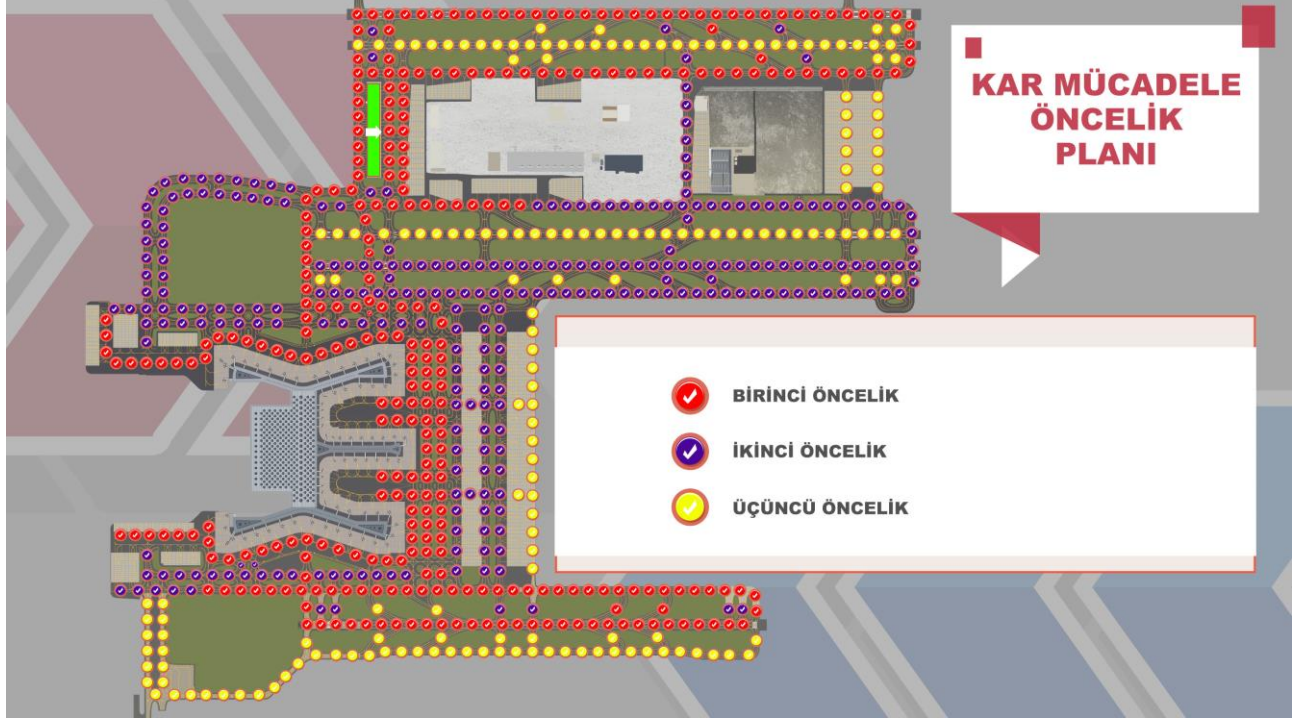 KAR MÜCADELE
ÖNCELİK
PLANI
BİRİNCİ ÖNCELİK
İKİNCİ ÖNCELİK
ÜÇÜNCÜ ÖNCELİK